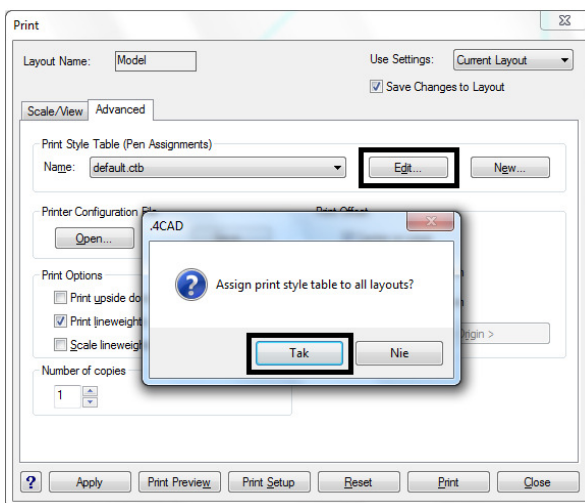 Print
Layout Name: Model
Use Settings: Current Layout
Save Changes to Layout
Scale/View Advanced
Print Style Table (Pen Assignments)
Name: default.ctb Edit... New...
Printer Configuration File
Print Offset
Open...
.4CAD
Assign print style table to all layouts?
Tak Nie
Print Options
Print upside do
Print lineweight
Scale lineweigh
Origin >
Number of copies
1
? Apply Print Preview Print Setup Reset Print Close